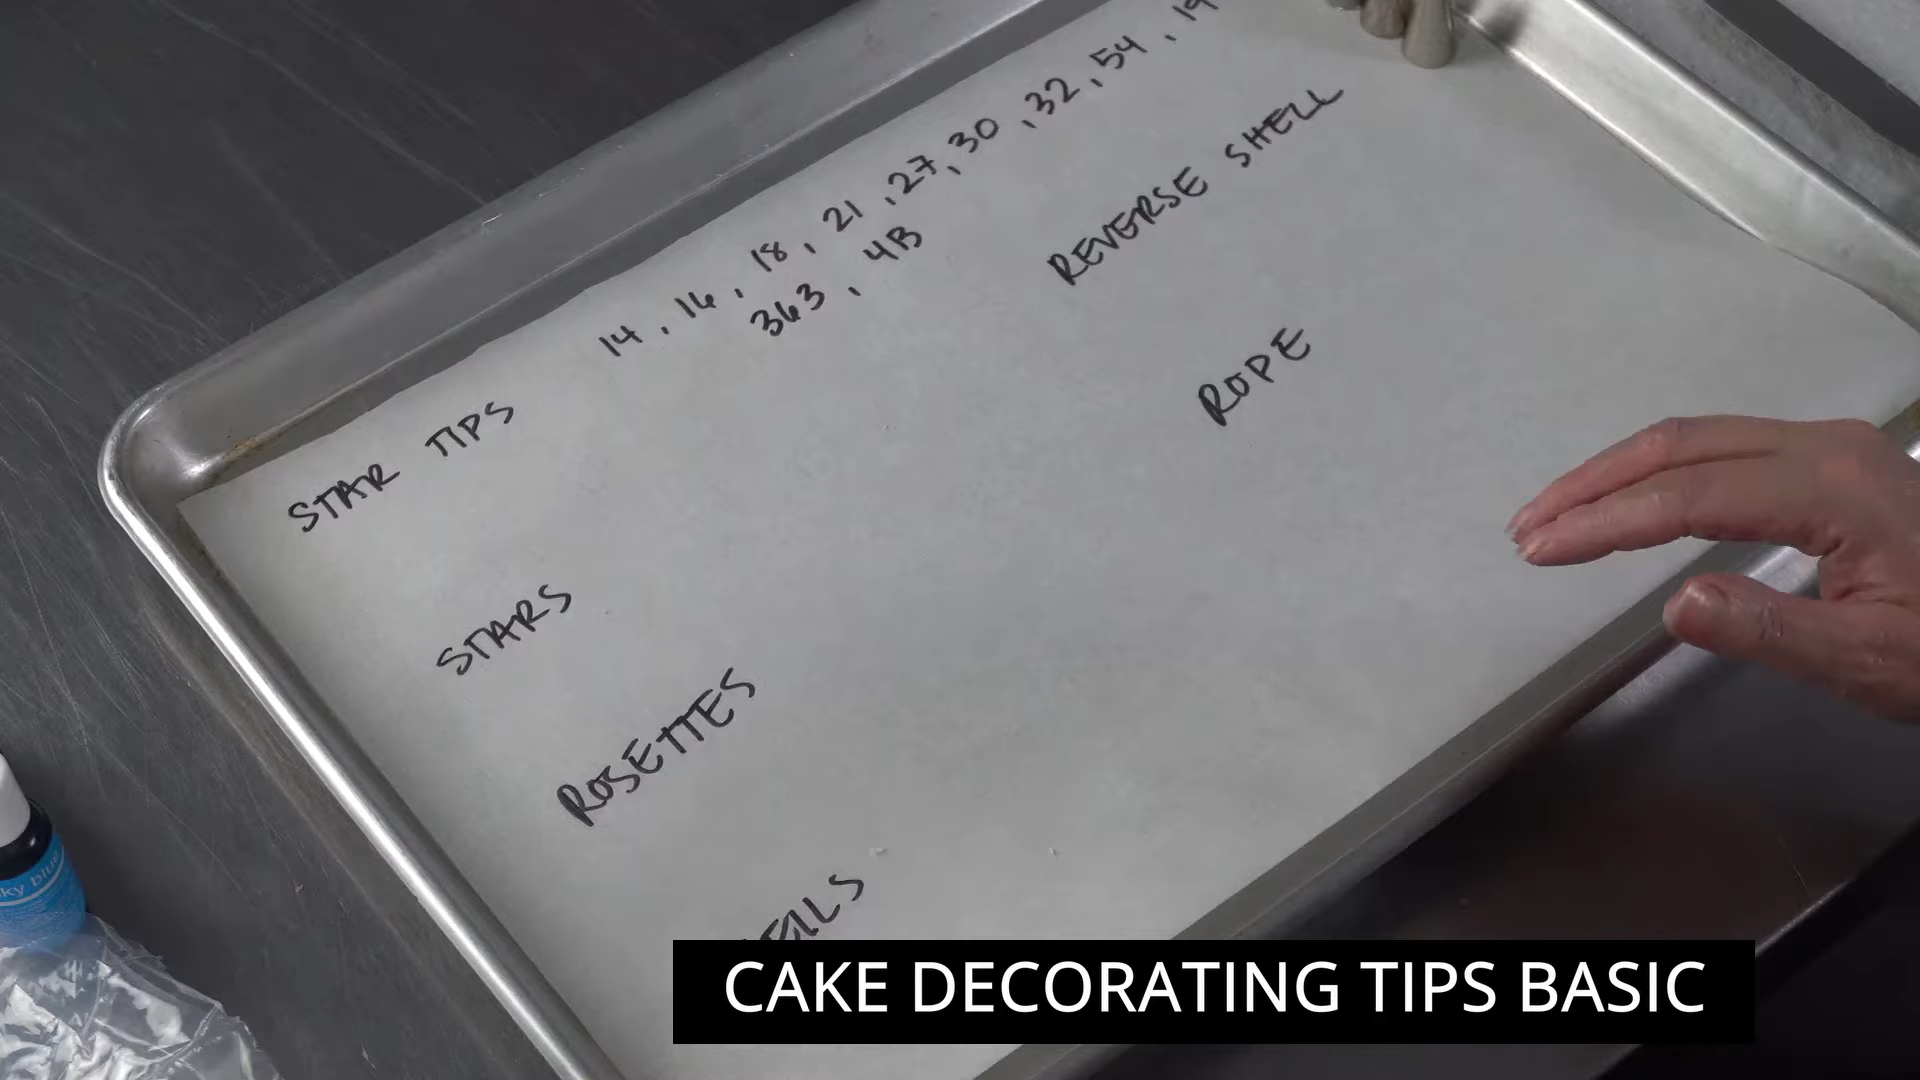 STAR TIPS 14, 16, 18, 21, 27, 30, 32, 54, 19
363, 4B
REVERSE SHELL
ROPE
STARS
ROSETTES
CAKE DECORATING TIPS BASIC